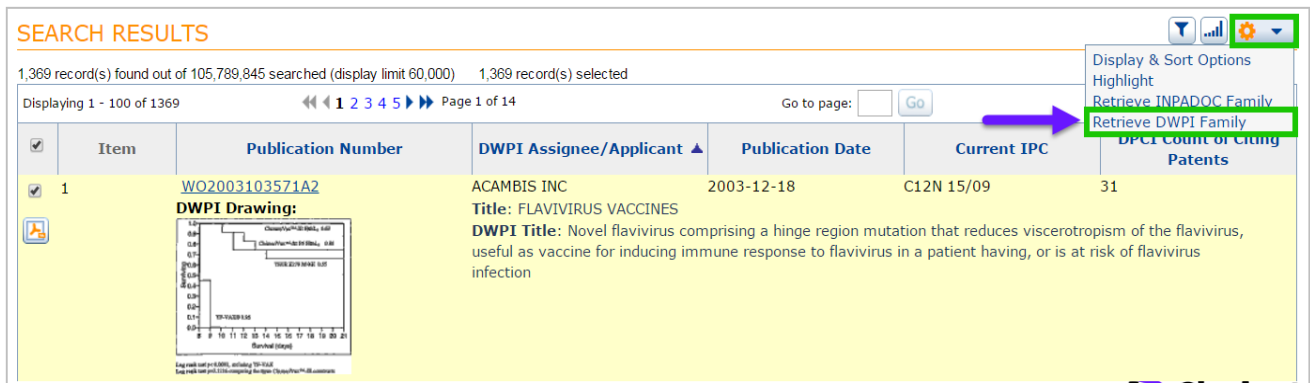 SEARCH RESULTS
1,369 record(s) found out of 105,789,845 searched (display limit 60,000) 1,369 record(s) selected
Display & Sort Options
Highlight
Retrieve INPADOC Family
Retrieve DWPI Family
Displaying 1 - 100 of 1369 1 2 3 4 5 Page 1 of 14 Go to page: Go
Item Publication Number DWPI Assignee/Applicant Publication Date Current IPC DPCI Count of Citing
Patents
1 WO2003103571A2 ACAMBIS INC 2003-12-18 C12N 15/09 31
DWPI Drawing: Title: FLAVIVIRUS VACCINES
DWPI Title: Novel flavivirus comprising a hinge region mutation that reduces viscerotropism of the flavivirus,
useful as vaccine for inducing immune response to flavivirus in a patient having, or is at risk of flavivirus
infection
Survival (days)